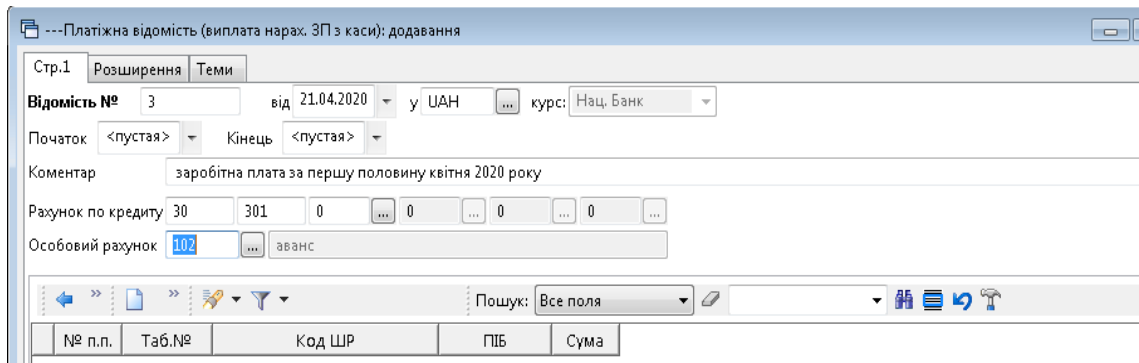 ---Платіжна відомість (виплата нарах. ЗП з каси): додавання
Стр.1 Розширення Теми
Відомість № 3 від 21.04.2020 у UAH ... курс: Нац. Банк
Початок <пустая> Кінець <пустая>
Коментар заробітна плата за першу половину квітня 2020 року
Рахунок по кредиту 30 301 0 ... 0 ... 0 ... 0 ...
Особовий рахунок 102 ... аванс
Пошук: Все поля
№ п.п. Таб.№ Код ШР ПІБ Сума